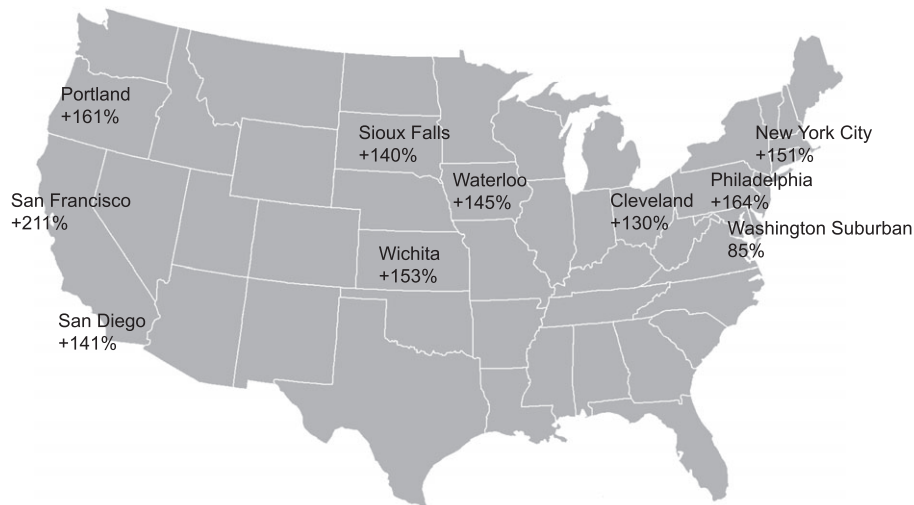 Portland
+161%
Sioux Falls
+140%
New York City
+151%
Waterloo
+145%
Philadelphia
+164%
San Francisco
+211%
Cleveland
+130%
Washington Suburban
85%
Wichita
+153%
San Diego
+141%